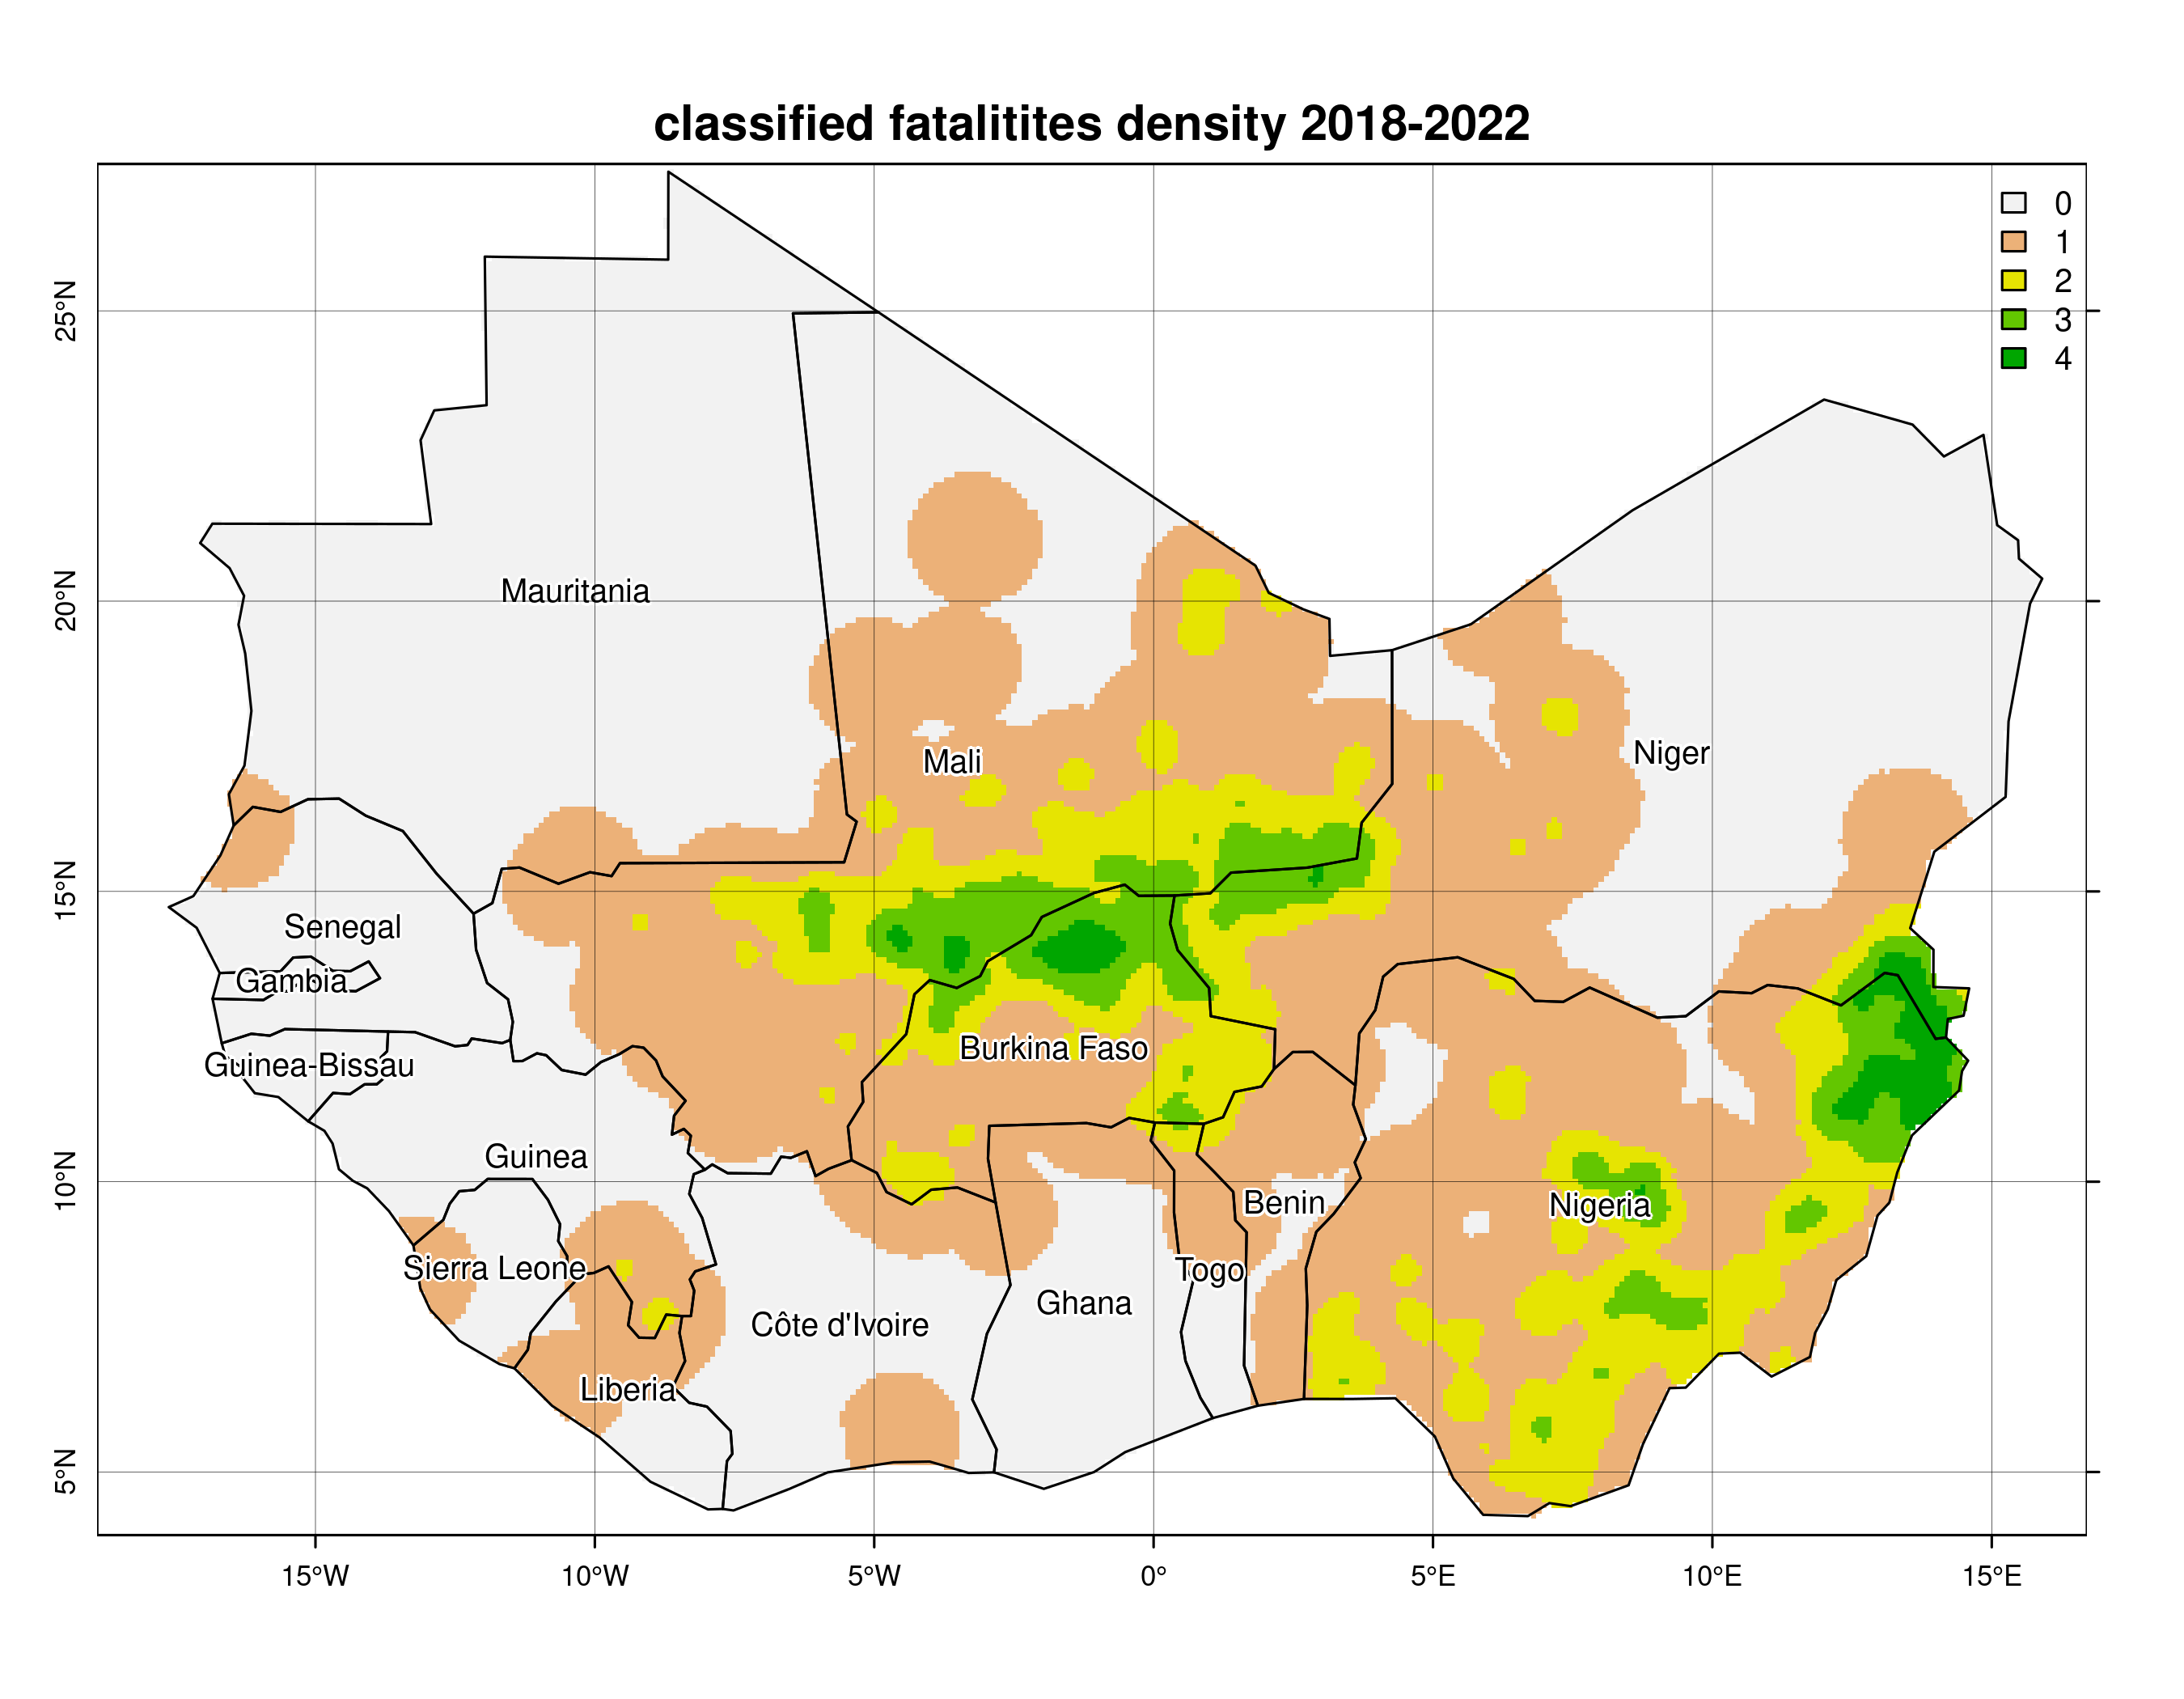 classified fatalitites density 2018-2022
0
1
2
3
4
25°N
20°N
15°N
10°N
5°N
Mauritania
Mali
Niger
Senegal
Gambia
Guinea-Bissau
Burkina Faso
Guinea
Benin
Nigeria
Sierra Leone
Togo
Ghana
Côte d'Ivoire
Liberia
15°W
10°W
5°W
0°
5°E
10°E
15°E